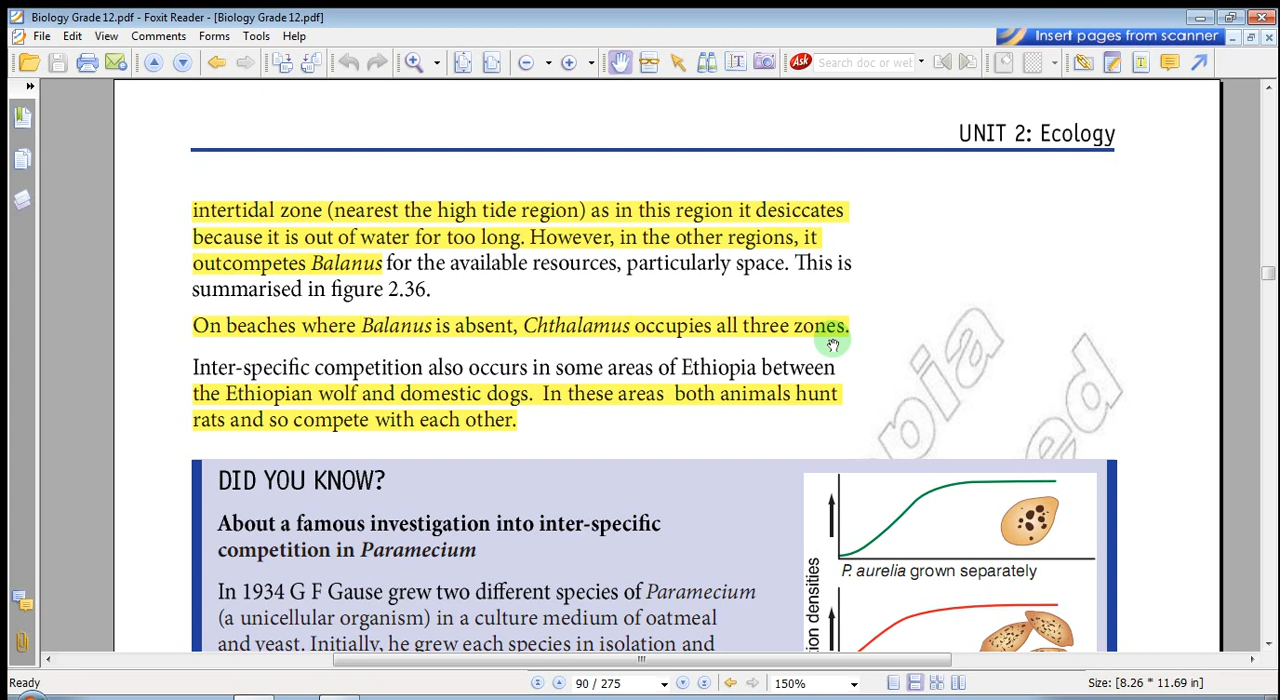 Biology Grade 12.pdf - Foxit Reader - [Biology Grade 12.pdf]
File Edit View Comments Forms Tools Help
Insert pages from scanner
Ask Search doc or web
UNIT 2: Ecology
intertidal zone (nearest the high tide region) as in this region it desiccates
because it is out of water for too long. However, in the other regions, it
outcompetes Balanus for the available resources, particularly space. This is
summarised in figure 2.36.
On beaches where Balanus is absent, Chthalamus occupies all three zones.
Inter-specific competition also occurs in some areas of Ethiopia between
the Ethiopian wolf and domestic dogs. In these areas both animals hunt
rats and so compete with each other.
DID YOU KNOW?
About a famous investigation into inter-specific
competition in Paramecium
In 1934 G F Gause grew two different species of Paramecium
(a unicellular organism) in a culture medium of oatmeal
and yeast. Initially, he grew each species in isolation and
P. aurelia grown separately
densities
Ready
90 / 275
150%
Size: [8.26 * 11.69 in]